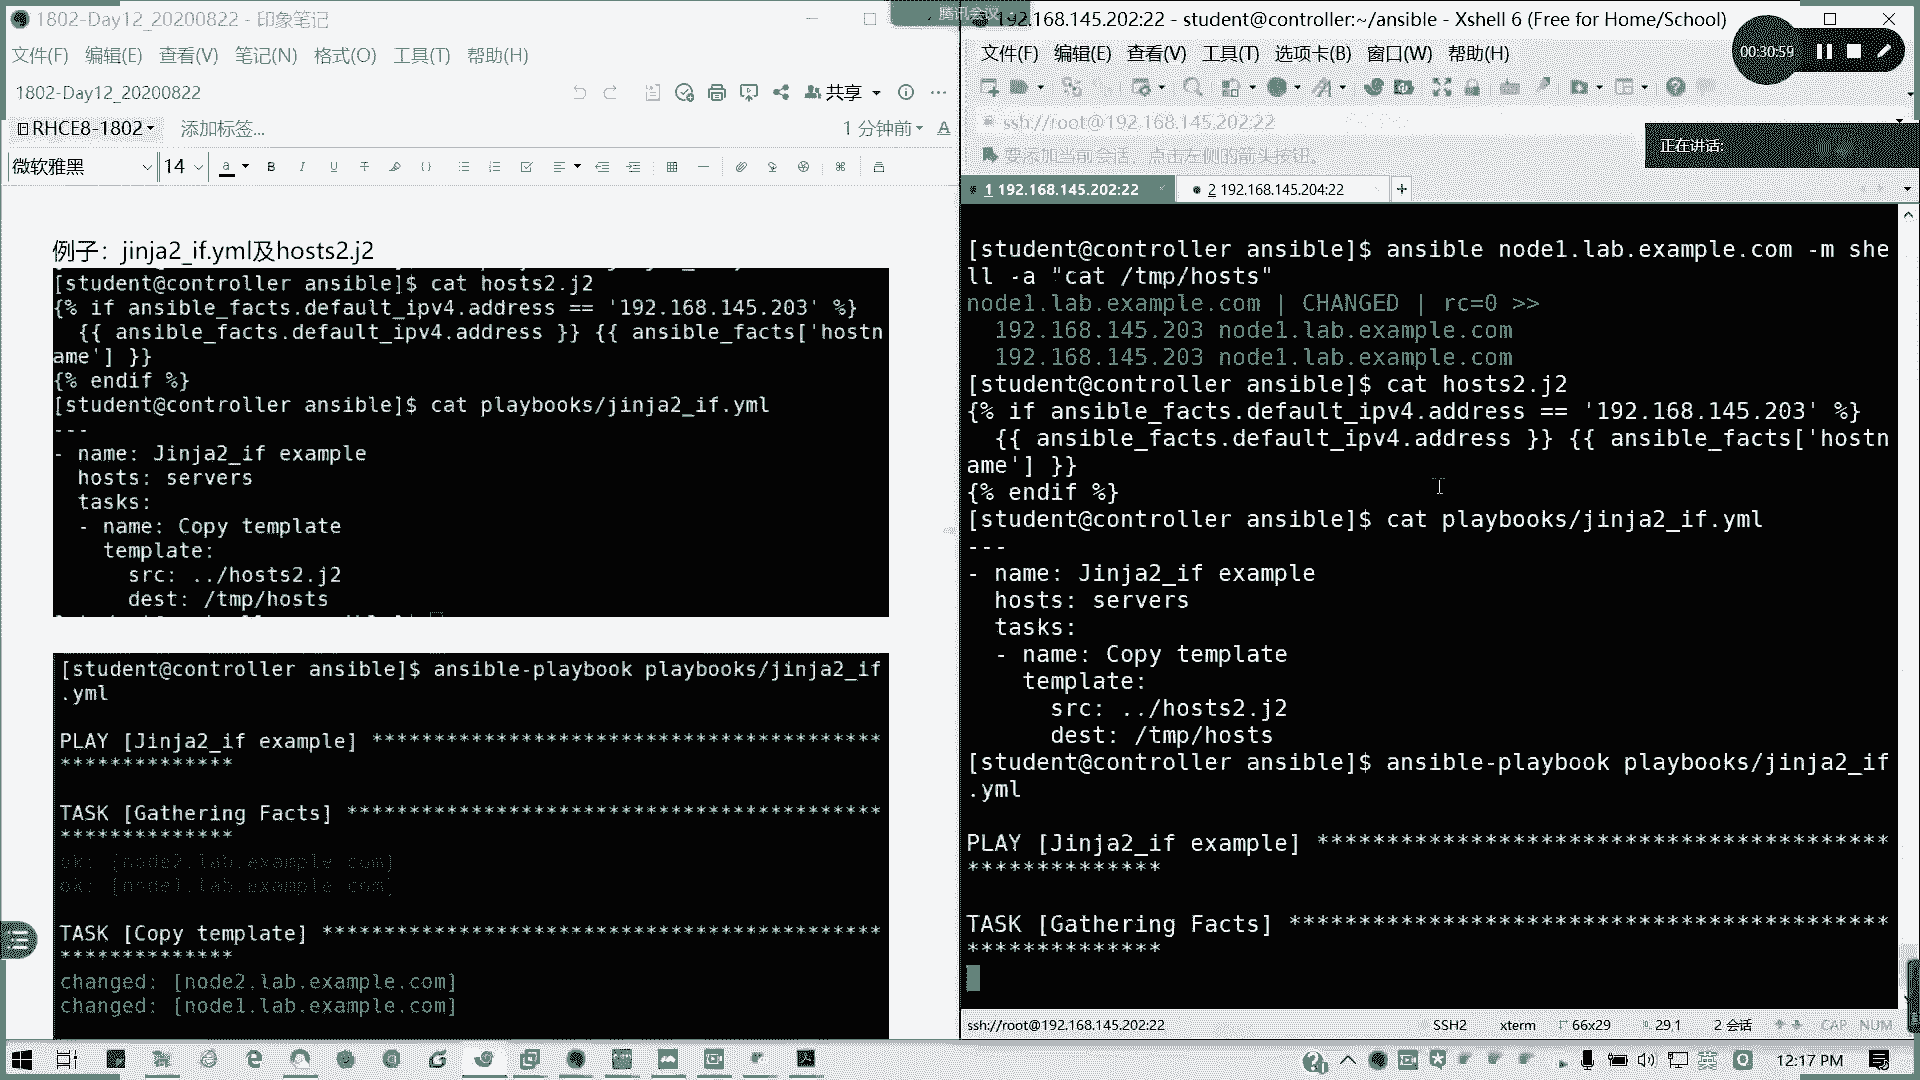 1802-Day12_20200822 - 印象笔记
文件(F) 编辑(E) 查看(V) 笔记(N) 格式(O) 工具(T) 帮助(H)
1802-Day12_20200822
共享
RHCE8-1802 添加标签...
1 分钟前
微软雅黑 14
例子：jinja2_if.yml及hosts2.j2
[student@controller ansible]$ cat hosts2.j2
{% if ansible_facts.default_ipv4.address == '192.168.145.203' %}
  {{ ansible_facts.default_ipv4.address }} {{ ansible_facts['hostn
ame'] }}
{% endif %}
[student@controller ansible]$ cat playbooks/jinja2_if.yml
---
- name: Jinja2_if example
  hosts: servers
  tasks:
  - name: Copy template
    template:
      src: ../hosts2.j2
      dest: /tmp/hosts
[student@controller ansible]$ ansible-playbook playbooks/jinja2_if
.yml
PLAY [Jinja2_if example] *****************************************
**************
TASK [Gathering Facts] *******************************************
**************
ok: [node2.lab.example.com]
ok: [node1.lab.example.com]
TASK [Copy template] *********************************************
**************
changed: [node2.lab.example.com]
changed: [node1.lab.example.com]
腾讯会议
192.168.145.202:22 - student@controller:~/ansible - Xshell 6 (Free for Home/School)
文件(F) 编辑(E) 查看(V) 工具(T) 选项卡(B) 窗口(W) 帮助(H)
00:30:59
ssh://root@192.168.145.202:22
要添加当前会话，点击左侧的箭头按钮。
正在讲话:
1 192.168.145.202:22
2 192.168.145.204:22
[student@controller ansible]$ ansible node1.lab.example.com -m she
ll -a "cat /tmp/hosts"
node1.lab.example.com | CHANGED | rc=0 >>
  192.168.145.203 node1.lab.example.com
  192.168.145.203 node1.lab.example.com
[student@controller ansible]$ cat hosts2.j2
{% if ansible_facts.default_ipv4.address == '192.168.145.203' %}
  {{ ansible_facts.default_ipv4.address }} {{ ansible_facts['hostn
ame'] }}
{% endif %}
[student@controller ansible]$ cat playbooks/jinja2_if.yml
---
- name: Jinja2_if example
  hosts: servers
  tasks:
  - name: Copy template
    template:
      src: ../hosts2.j2
      dest: /tmp/hosts
[student@controller ansible]$ ansible-playbook playbooks/jinja2_if
.yml
PLAY [Jinja2_if example] *****************************************
**************
TASK [Gathering Facts] *******************************************
**************
ssh://root@192.168.145.202:22 SSH2 xterm 66x29 29,1 2 会话 CAP NUM
英 12:17 PM